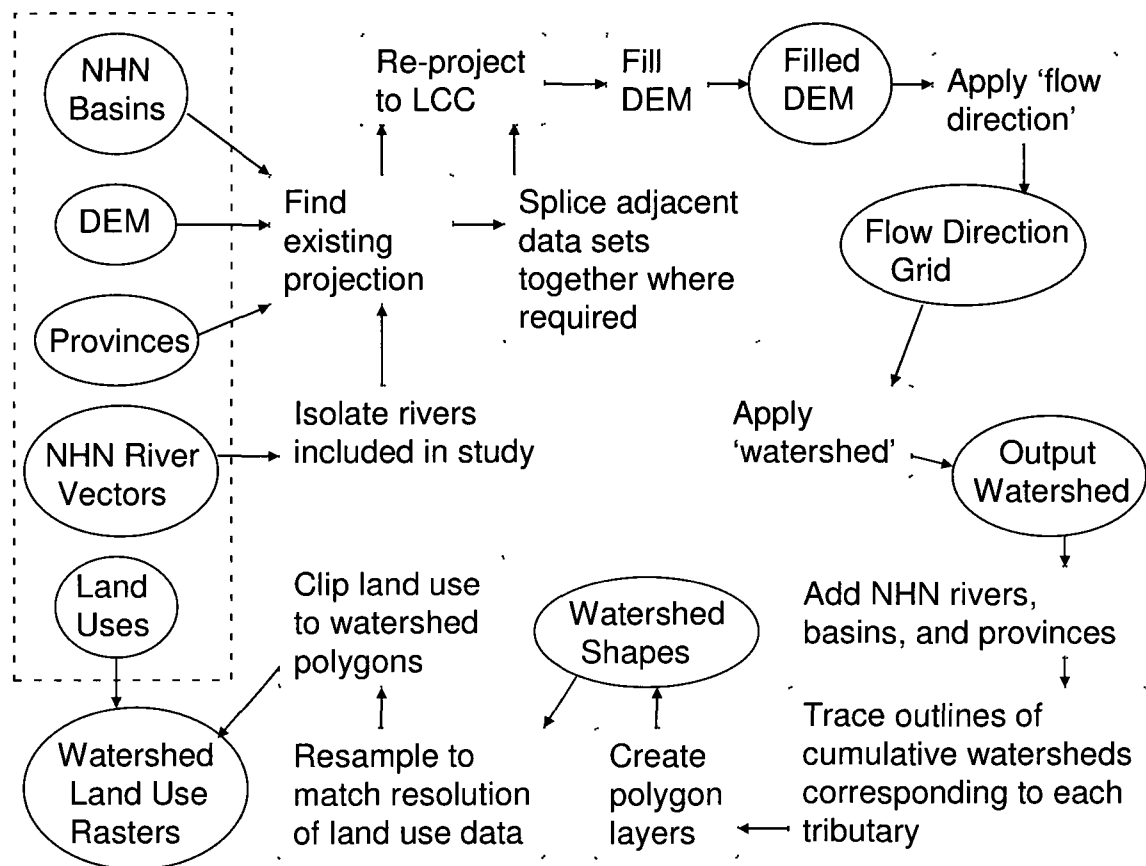 NHN
Basins
DEM
Provinces
NHN River
Vectors
Land
Uses
Re-project
to LCC
Fill
DEM
Filled
DEM
Apply ‘flow
direction’
Find
existing
projection
Splice adjacent
data sets
together where
required
Flow Direction
Grid
Isolate rivers
included in study
Apply
‘watershed’
Output
Watershed
Add NHN rivers,
basins, and provinces
Trace outlines of
cumulative watersheds
corresponding to each
tributary
Create
polygon
layers
Watershed
Shapes
Resample to
match resolution
of land use data
Clip land use
to watershed
polygons
Watershed
Land Use
Rasters